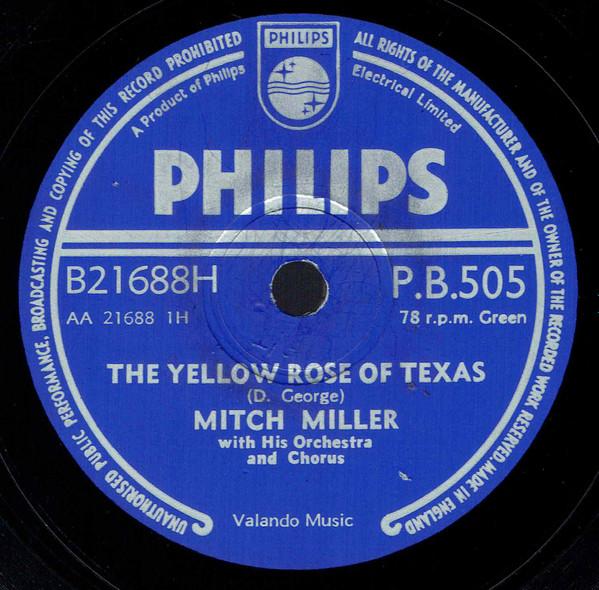 UNAUTHORISED PUBLIC PERFORMANCE, BROADCASTING AND COPYING OF THIS RECORD PROHIBITED
ALL RIGHTS OF THE MANUFACTURER AND OF THE OWNER OF THE RECORDED WORK RESERVED. MADE IN ENGLAND
A Product of Philips
Electrical Limited
PHILIPS
PHILIPS
B21688H
P.B.505
AA 21688 1H
78 r.p.m. Green
THE YELLOW ROSE OF TEXAS
(D. George)
MITCH MILLER
with His Orchestra
and Chorus
Valando Music